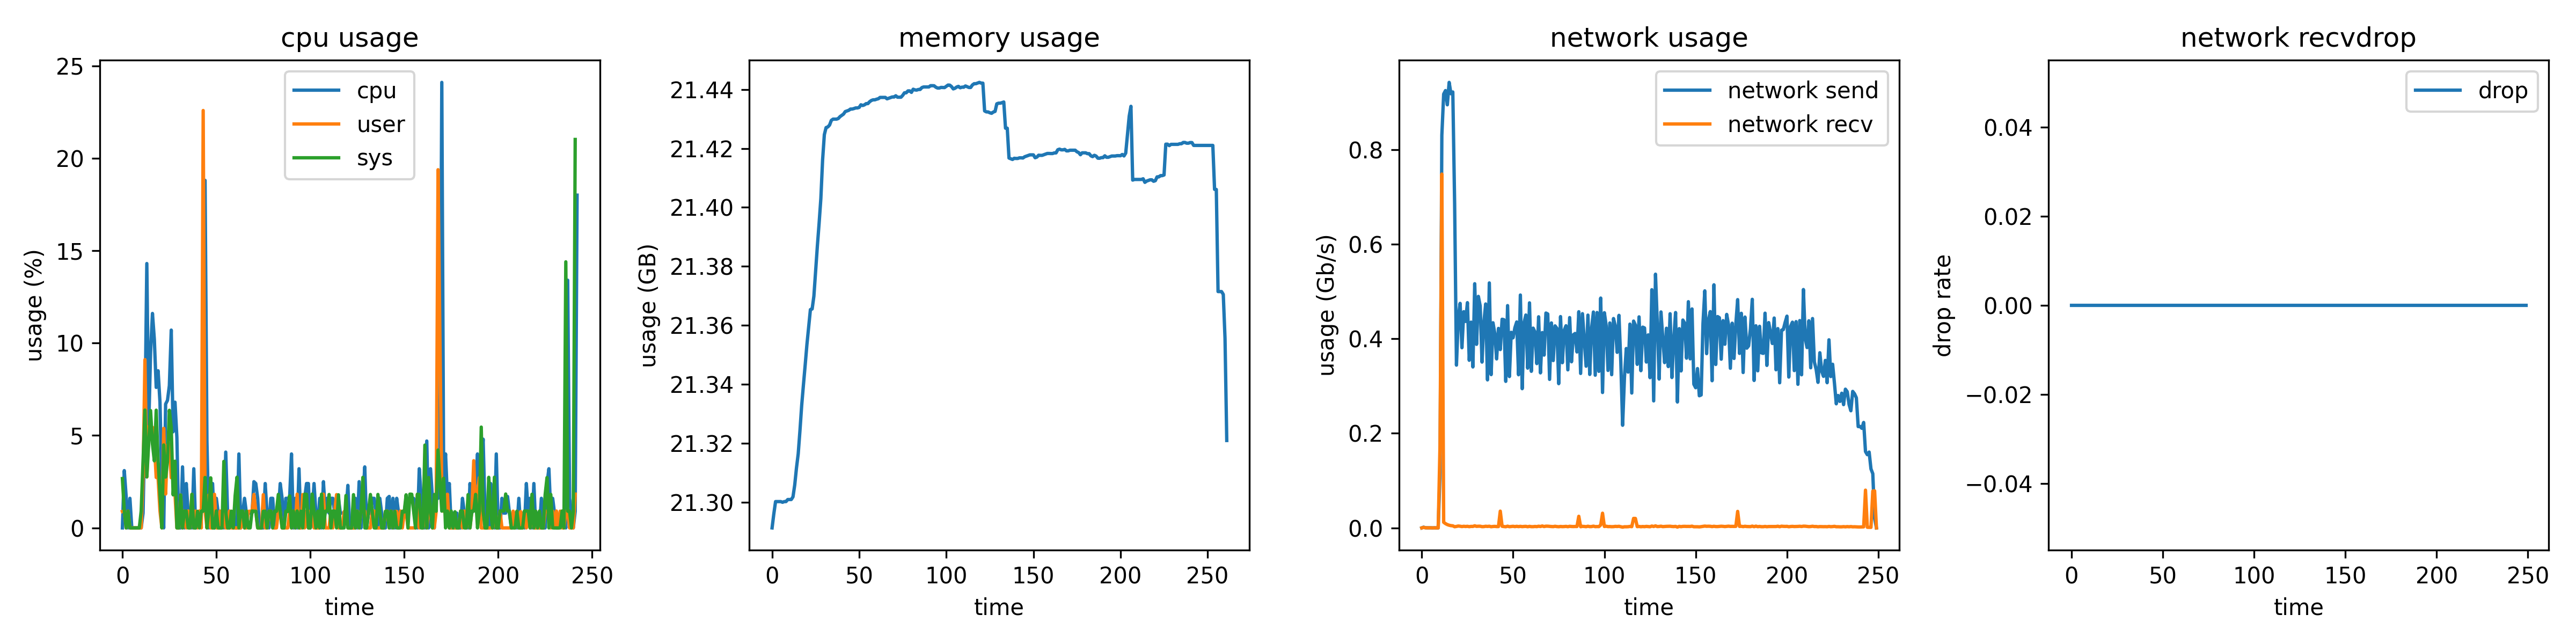 cpu usage
usage (%)
25
20
15
10
5
0
cpu
user
sys
0 50 100 150 200 250
time
memory usage
usage (GB)
21.44
21.42
21.40
21.38
21.36
21.34
21.32
21.30
0 50 100 150 200 250
time
network usage
usage (Gb/s)
0.8
0.6
0.4
0.2
0.0
network send
network recv
0 50 100 150 200 250
time
network recvdrop
drop rate
0.04
0.02
0.00
−0.02
−0.04
drop
0 50 100 150 200 250
time